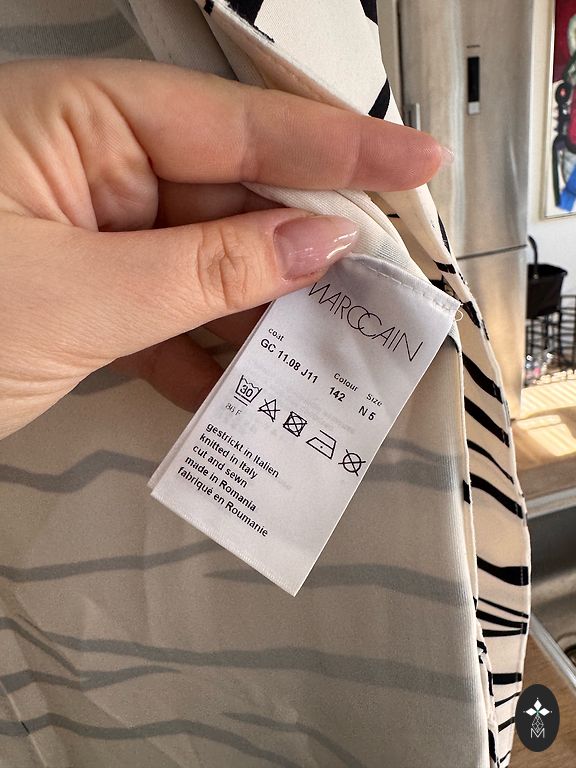 MARCCAIN
coat Colour Size
GC 11.08 J11 142 N 5
30
86 F
gestrickt in Italien
knitted in Italy
cut and sewn
made in Romania
fabriqué en Roumanie
M